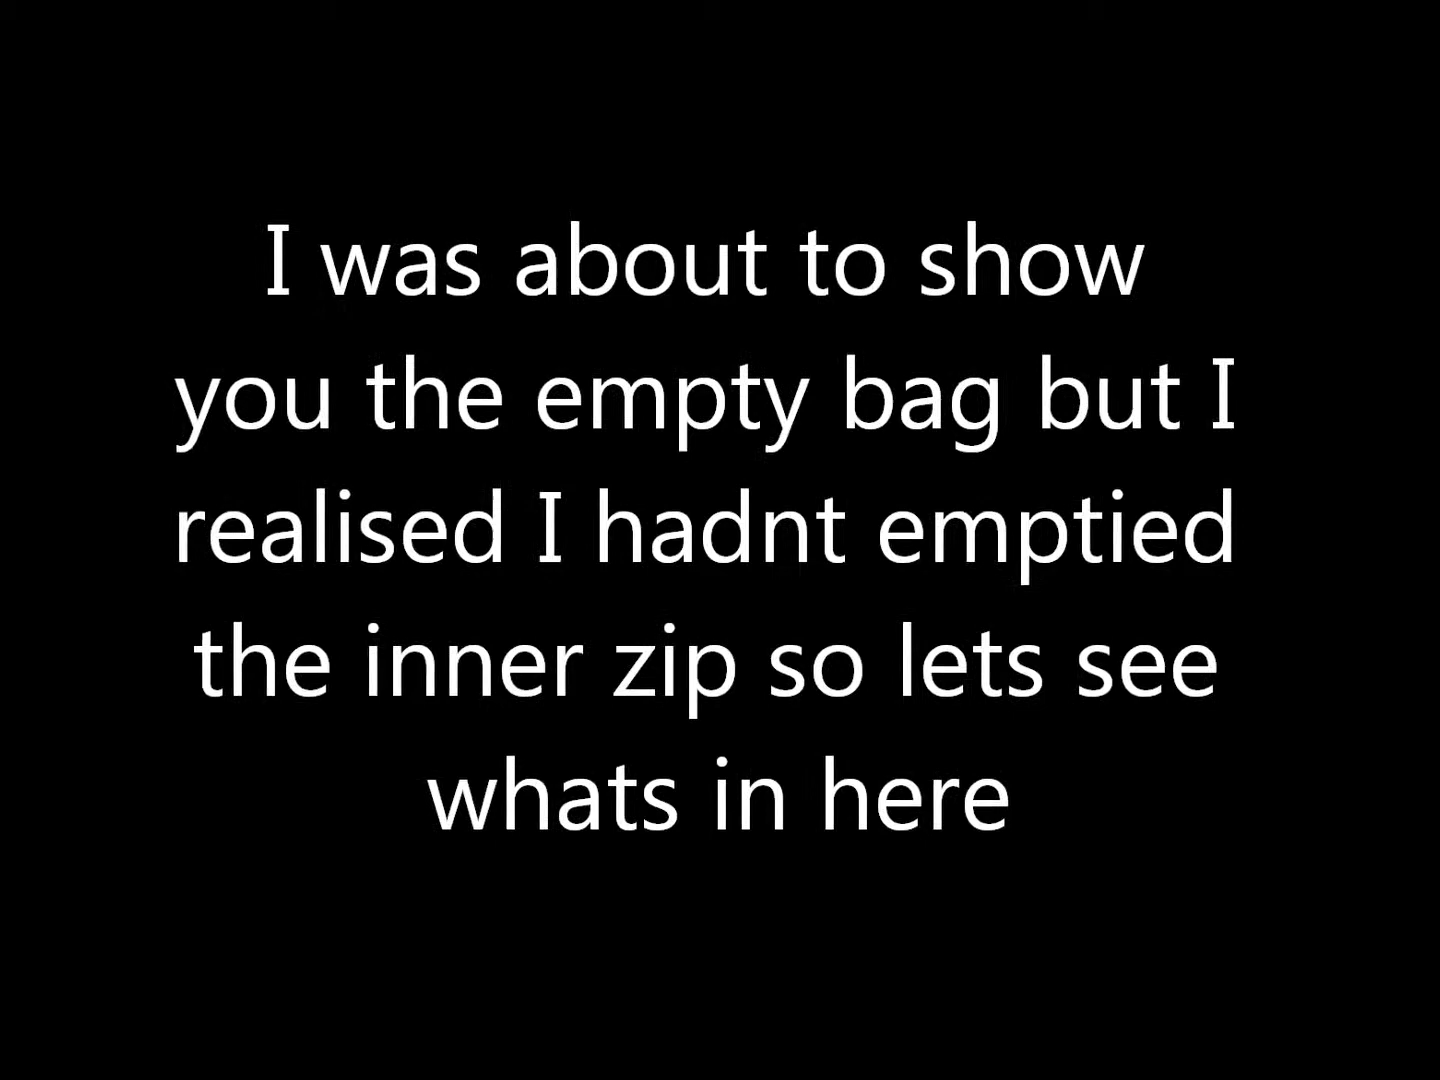 I was about to show
you the empty bag but I
realised I hadnt emptied
the inner zip so lets see
whats in here